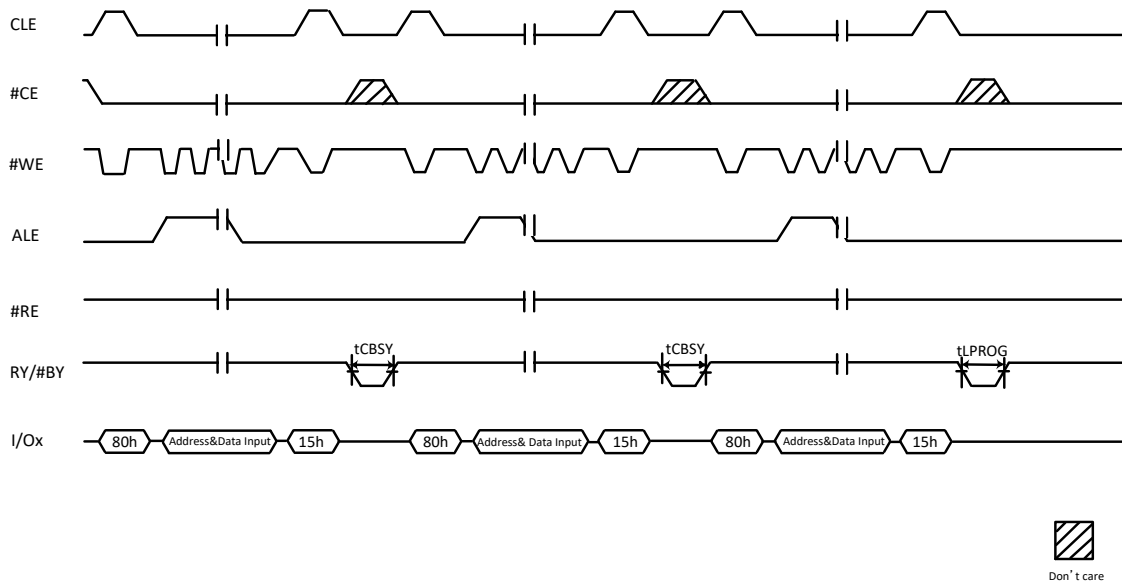 CLE
#CE
#WE
ALE
#RE
tCBSY tCBSY tLPROG
RY/#BY
I/Ox 80h Address&Data Input 15h 80h Address& Data Input 15h 80h Address&Data Input 15h
Don’t care